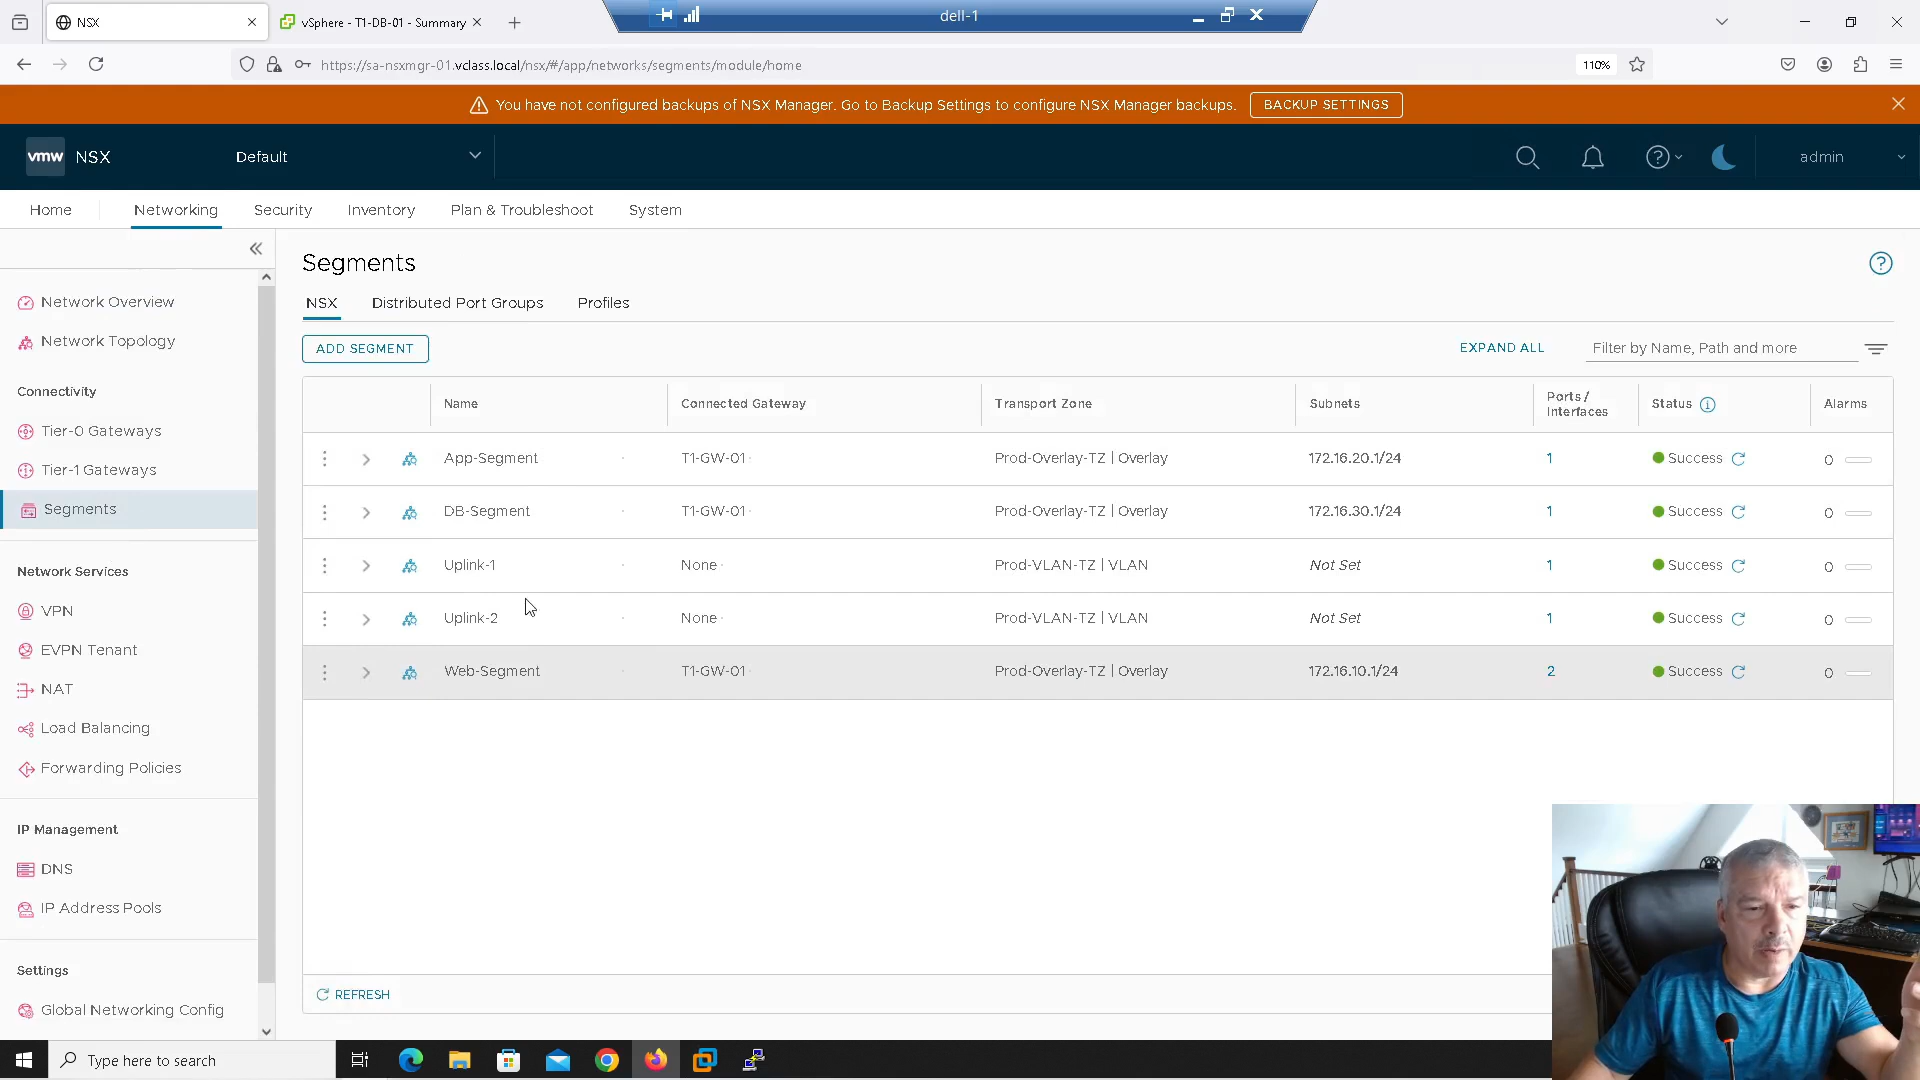 NSX
vSphere - T1-DB-01 - Summary
dell-1
https://sa-nsxmgr-01.vclass.local/nsx/#/app/networks/segments/module/home
110%
You have not configured backups of NSX Manager. Go to Backup Settings to configure NSX Manager backups.
BACKUP SETTINGS
vmw NSX
Default
admin
Home
Networking
Security
Inventory
Plan & Troubleshoot
System
Network Overview
Network Topology
Connectivity
Tier-0 Gateways
Tier-1 Gateways
Segments
Network Services
VPN
EVPN Tenant
NAT
Load Balancing
Forwarding Policies
IP Management
DNS
IP Address Pools
Settings
Global Networking Config
Segments
NSX
Distributed Port Groups
Profiles
ADD SEGMENT
EXPAND ALL
Filter by Name, Path and more
Name Connected Gateway Transport Zone Subnets Ports / Interfaces Status Alarms
App-Segment T1-GW-01 Prod-Overlay-TZ | Overlay 172.16.20.1/24 1 Success 0
DB-Segment T1-GW-01 Prod-Overlay-TZ | Overlay 172.16.30.1/24 1 Success 0
Uplink-1 None Prod-VLAN-TZ | VLAN Not Set 1 Success 0
Uplink-2 None Prod-VLAN-TZ | VLAN Not Set 1 Success 0
Web-Segment T1-GW-01 Prod-Overlay-TZ | Overlay 172.16.10.1/24 2 Success 0
REFRESH
Type here to search